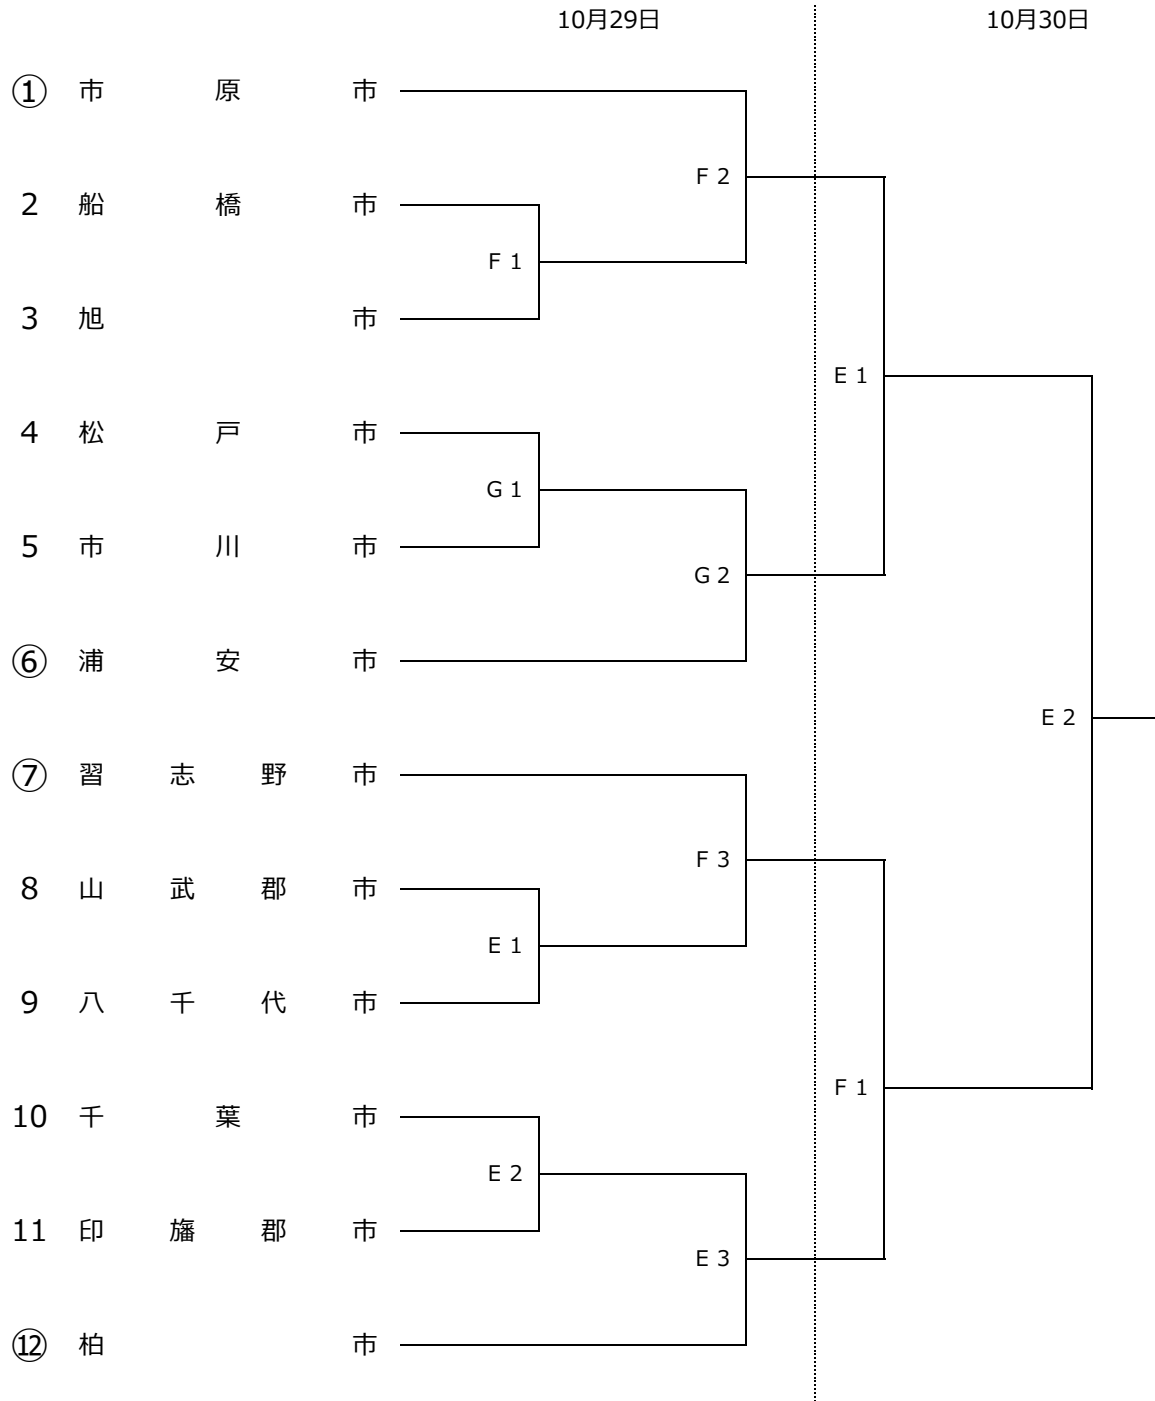 10月29日 10月30日
① 市原市
F 2
2 船橋市
F 1
3 旭市
E 1
4 松戸市
G 1
5 市川市
G 2
⑥ 浦安市
E 2
⑦ 習志野市
F 3
8 山武郡市
E 1
9 八千代市
F 1
10 千葉市
E 2
11 印旛郡市
E 3
⑫ 柏市